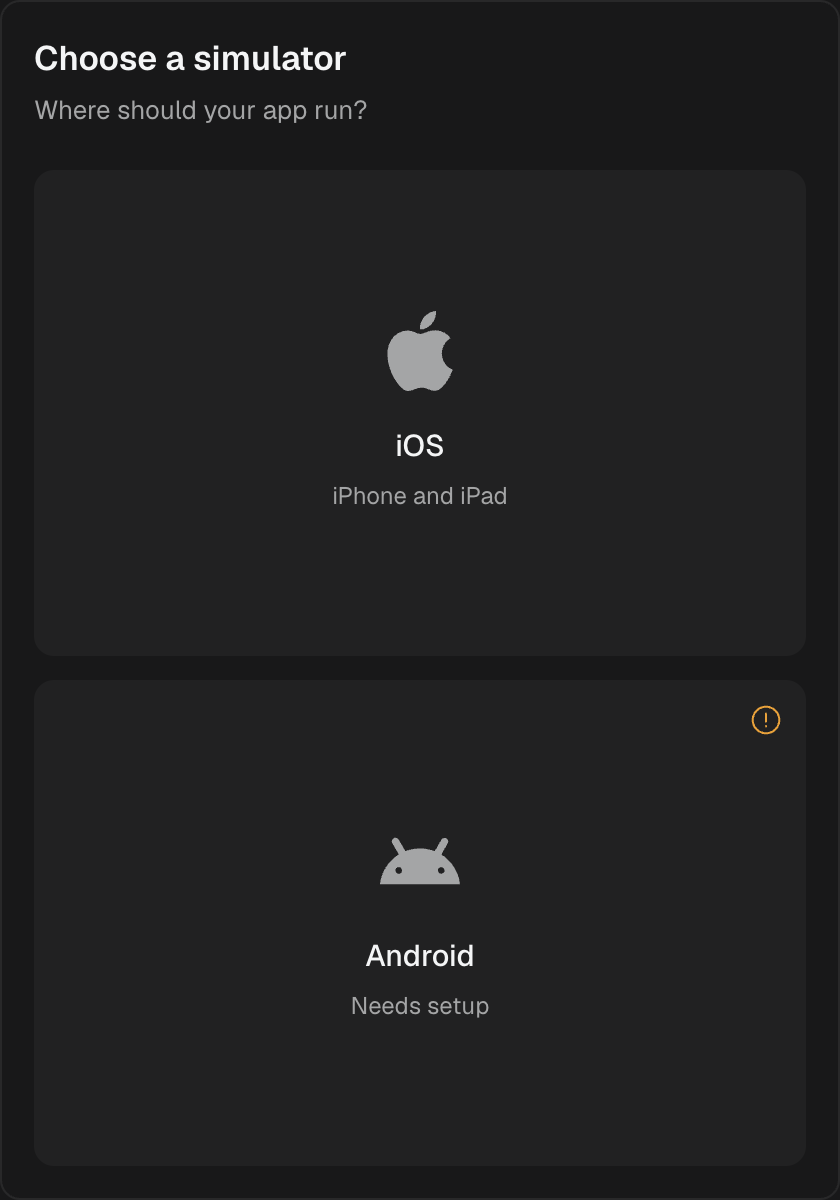 Choose a simulator
Where should your app run?
iOS
iPhone and iPad
Android
Needs setup